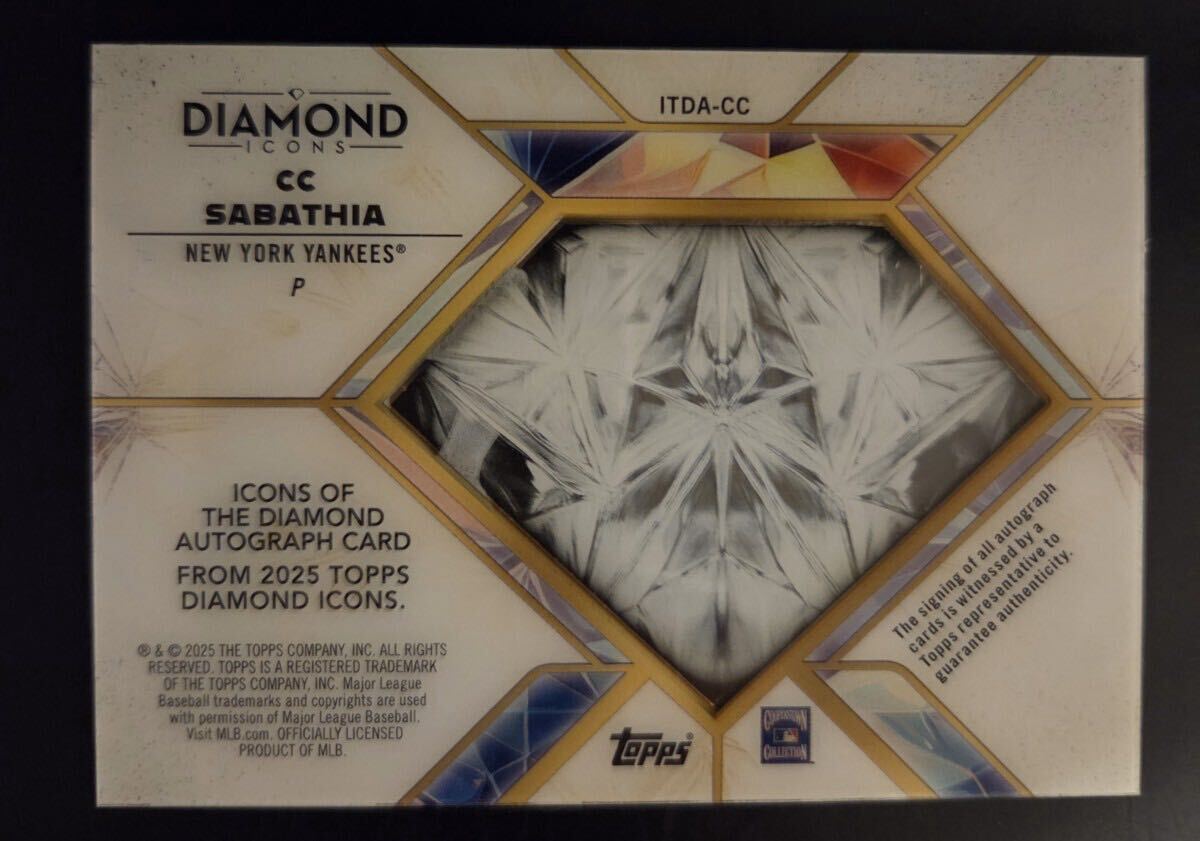 DIAMOND
ICONS
CC
SABATHIA
NEW YORK YANKEES®
P
ITDA-CC
ICONS OF
THE DIAMOND
AUTOGRAPH CARD
FROM 2025 TOPPS
DIAMOND ICONS.
® & © 2025 THE TOPPS COMPANY, INC. ALL RIGHTS
RESERVED. TOPPS IS A REGISTERED TRADEMARK
OF THE TOPPS COMPANY, INC. Major League
Baseball trademarks and copyrights are used
with permission of Major League Baseball.
Visit MLB.com. OFFICIALLY LICENSED
PRODUCT OF MLB.
The signing of all autograph
cards is witnessed by a
Topps representative to
guarantee authenticity.
topps®
COOPERSTOWN
COLLECTION